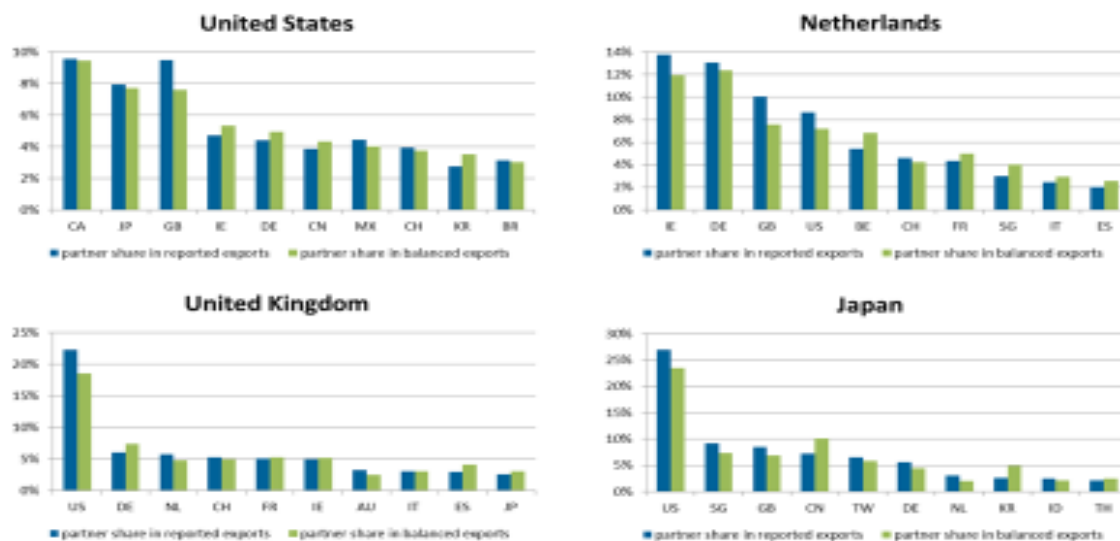 United States
10%
8%
6%
4%
2%
0%
CA JP GB IE DE CN MX CH KR BR
partner share in reported exports partner share in balanced exports
Netherlands
14%
12%
10%
8%
6%
4%
2%
0%
IE DE GB US BE CH FR SG IT ES
partner share in reported exports partner share in balanced exports
United Kingdom
25%
20%
15%
10%
5%
0%
US DE NL CH FR IE AU IT ES JP
partner share in reported exports partner share in balanced exports
Japan
30%
25%
20%
15%
10%
5%
0%
US SG GB CN TW DE NL KR ID TH
partner share in reported exports partner share in balanced exports